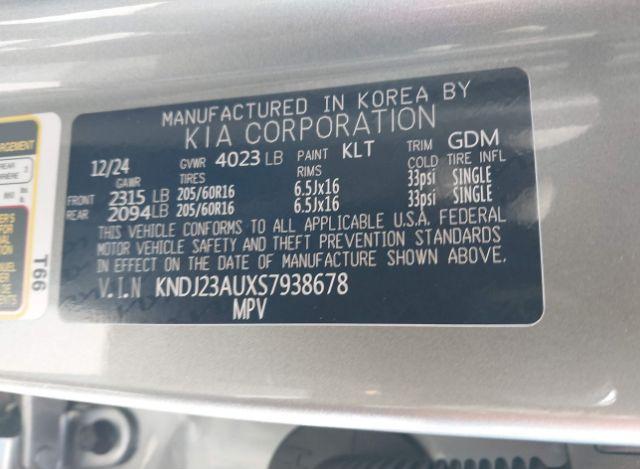 MANUFACTURED IN KOREA BY
KIA CORPORATION
12/24 GVWR 4023 LB PAINT KLT TRIM GDM
GAWR TIRES RIMS COLD TIRE INFL
FRONT 2315 LB 205/60R16 6.5Jx16 33psi SINGLE
REAR 2094 LB 205/60R16 6.5Jx16 33psi SINGLE
THIS VEHICLE CONFORMS TO ALL APPLICABLE U.S.A. FEDERAL
MOTOR VEHICLE SAFETY AND THEFT PREVENTION STANDARDS
IN EFFECT ON THE DATE OF MANUFACTURE SHOWN ABOVE.
V.I.N KNDJ23AUXS7938678
MPV
T66